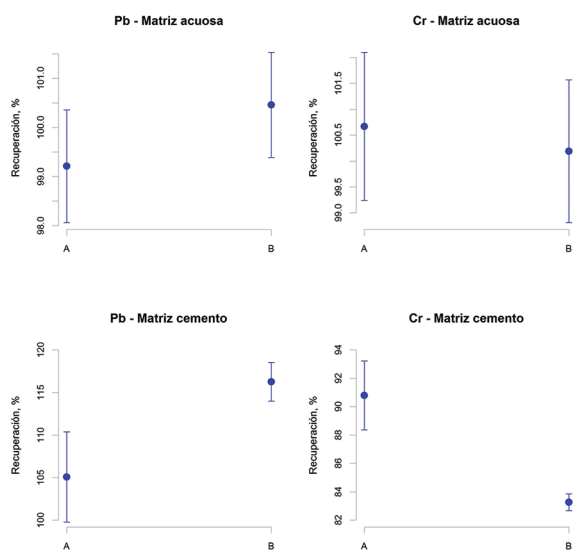 Pb - Matriz acuosa
Recuperación, %
101.0
100.0
99.0
98.0
A
B
Cr - Matriz acuosa
Recuperación, %
101.5
100.5
99.5
99.0
A
B
Pb - Matriz cemento
Recuperación, %
120
115
110
105
100
A
B
Cr - Matriz cemento
Recuperación, %
94
92
90
88
86
84
82
A
B